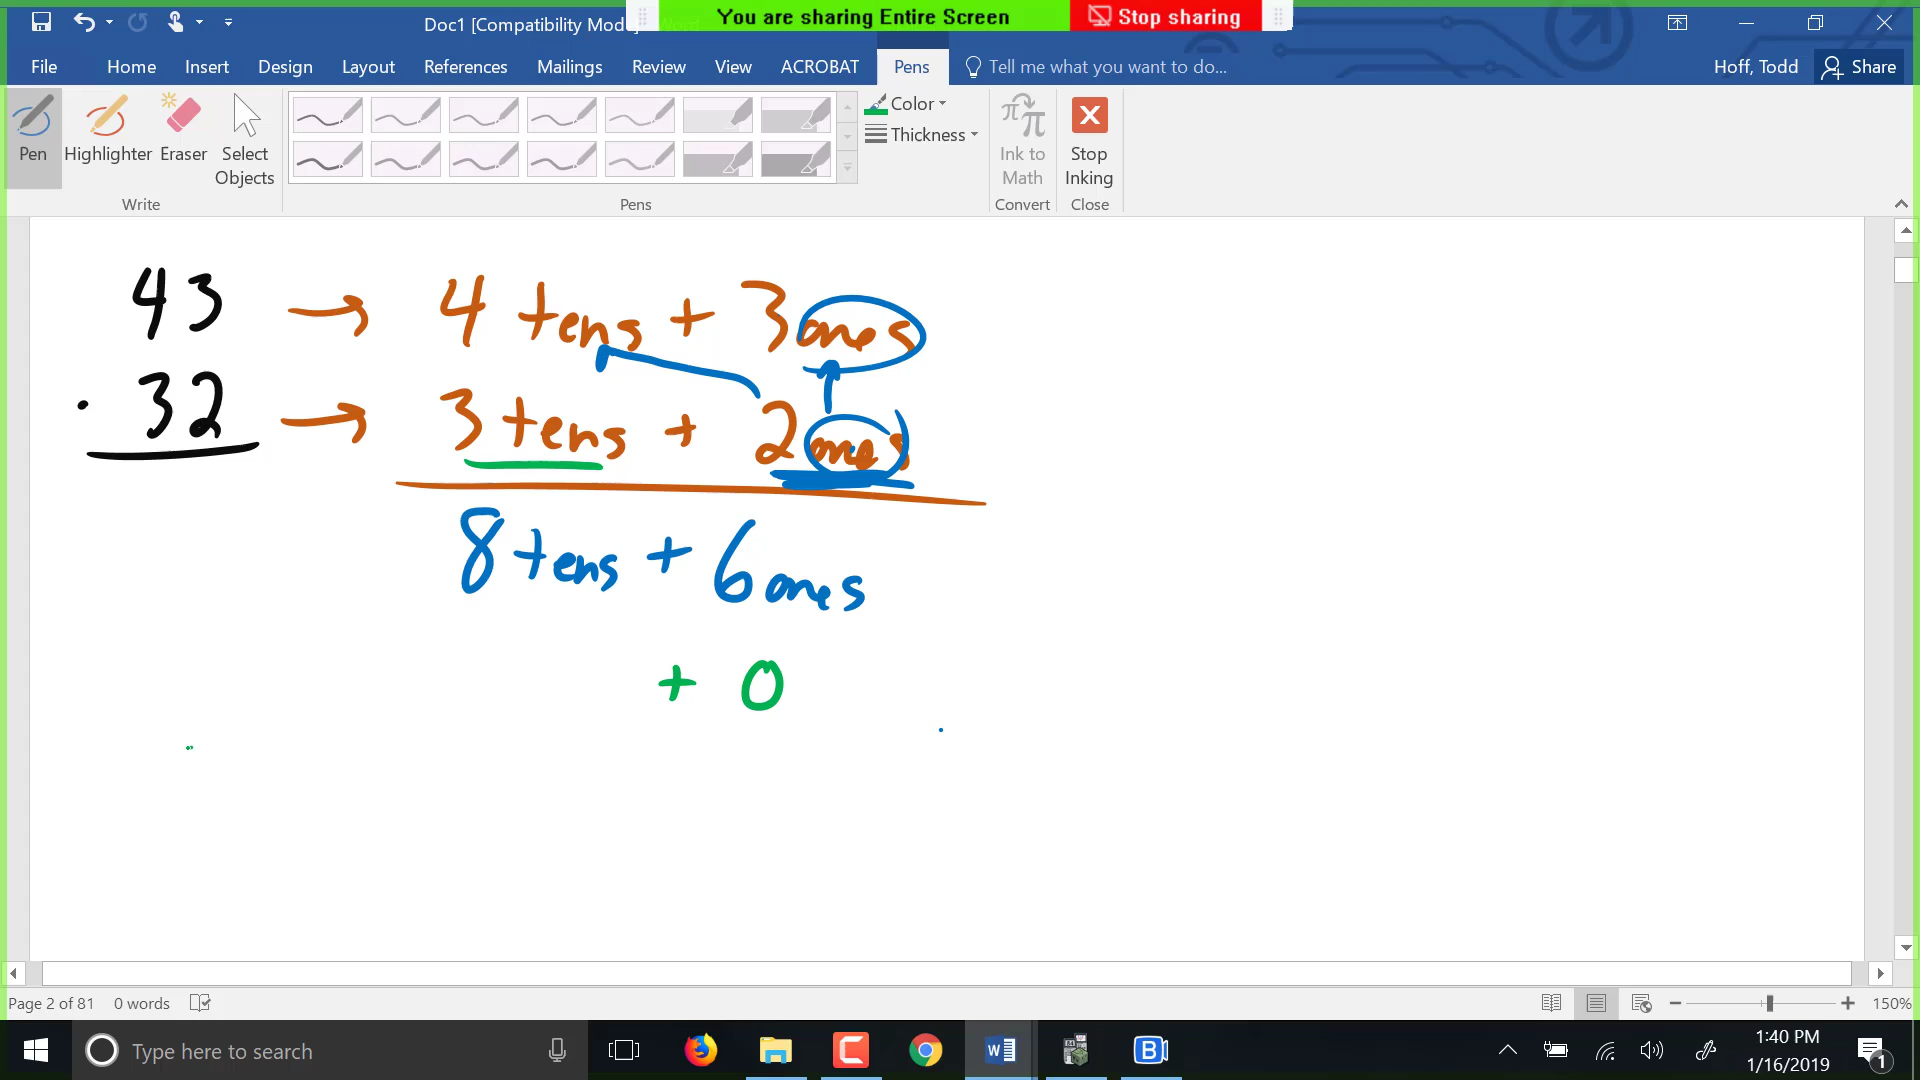 Doc1 [Compatibility Mode]
You are sharing Entire Screen
Stop sharing
File Home Insert Design Layout References Mailings Review View ACROBAT Pens Tell me what you want to do... Hoff, Todd Share
Pen Highlighter Eraser Select Objects
Color
Thickness
Ink to Math
Stop Inking
Write Pens Convert Close
43 → 4 tens + 3 ones
· 32 → 3 tens + 2 ones
8 tens + 6 ones
+ 0
Page 2 of 81 0 words 150%
Type here to search
1:40 PM
1/16/2019
1